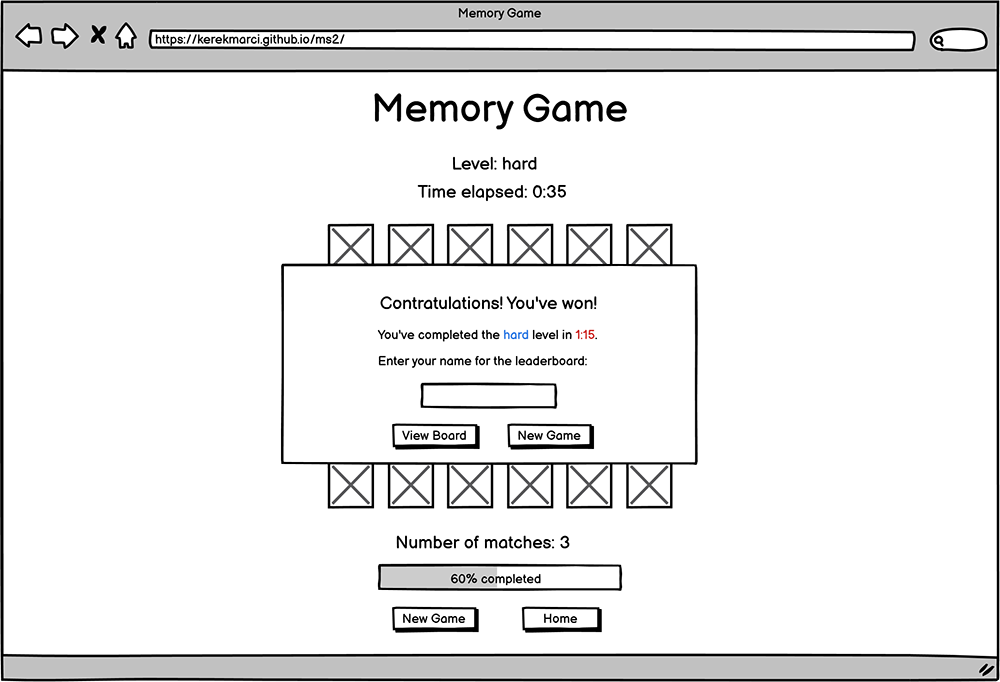 Memory Game
https://kerekmarci.github.io/ms2/
Memory Game
Level: hard
Time elapsed: 0:35
Contratulations! You've won!
You've completed the hard level in 1:15.
Enter your name for the leaderboard:
View Board New Game
Number of matches: 3
60% completed
New Game Home